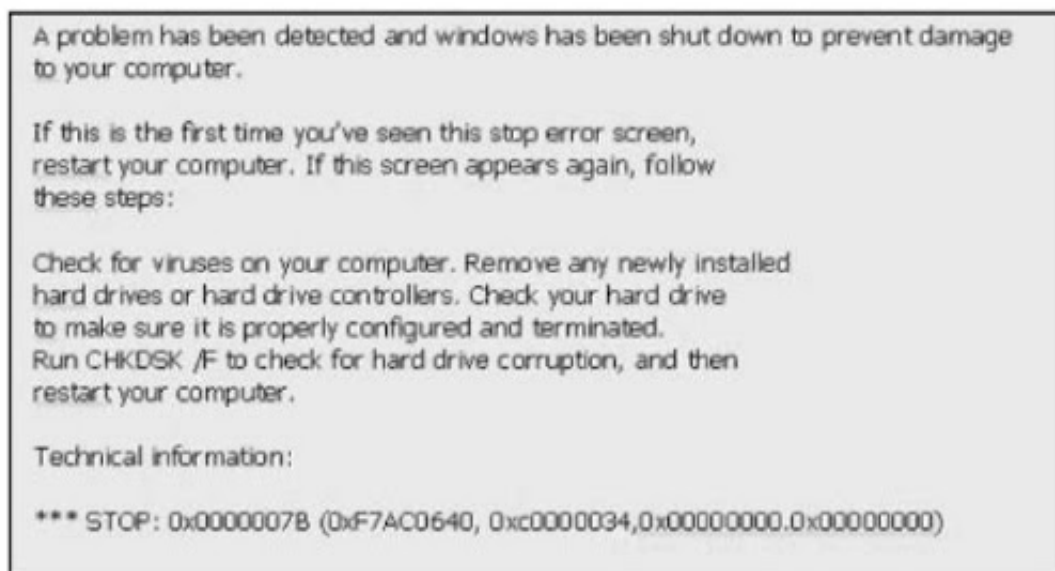 A problem has been detected and windows has been shut down to prevent damage
to your computer.
If this is the first time you've seen this stop error screen,
restart your computer. If this screen appears again, follow
these steps:
Check for viruses on your computer. Remove any newly installed
hard drives or hard drive controllers. Check your hard drive
to make sure it is properly configured and terminated.
Run CHKDSK /F to check for hard drive corruption, and then
restart your computer.
Technical information:
*** STOP: 0x0000007B (0xF7AC0640, 0xc0000034,0x00000000.0x00000000)